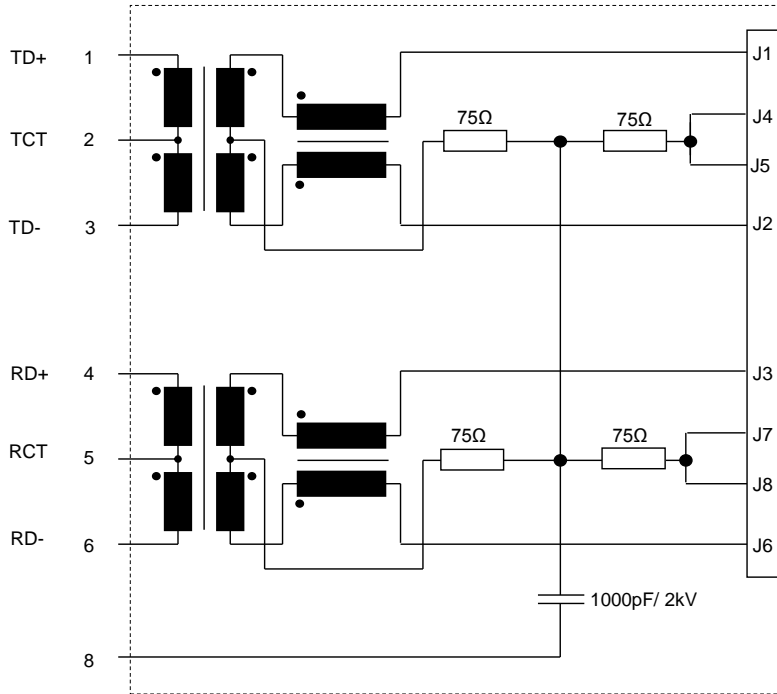 TD+ 1
J1
J4
75Ω 75Ω
TCT 2
J5
TD- 3
J2
RD+ 4
J3
J7
75Ω 75Ω
RCT 5
J8
RD- 6
J6
1000pF/ 2kV
8